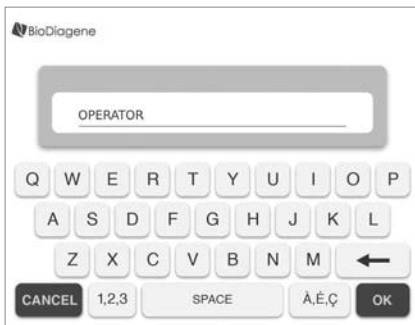 BioDiagene
OPERATOR
Q W E R T Y U I O P
A S D F G H J K L
Z X C V B N M
CANCEL 1,2,3 SPACE À,É,Ç OK